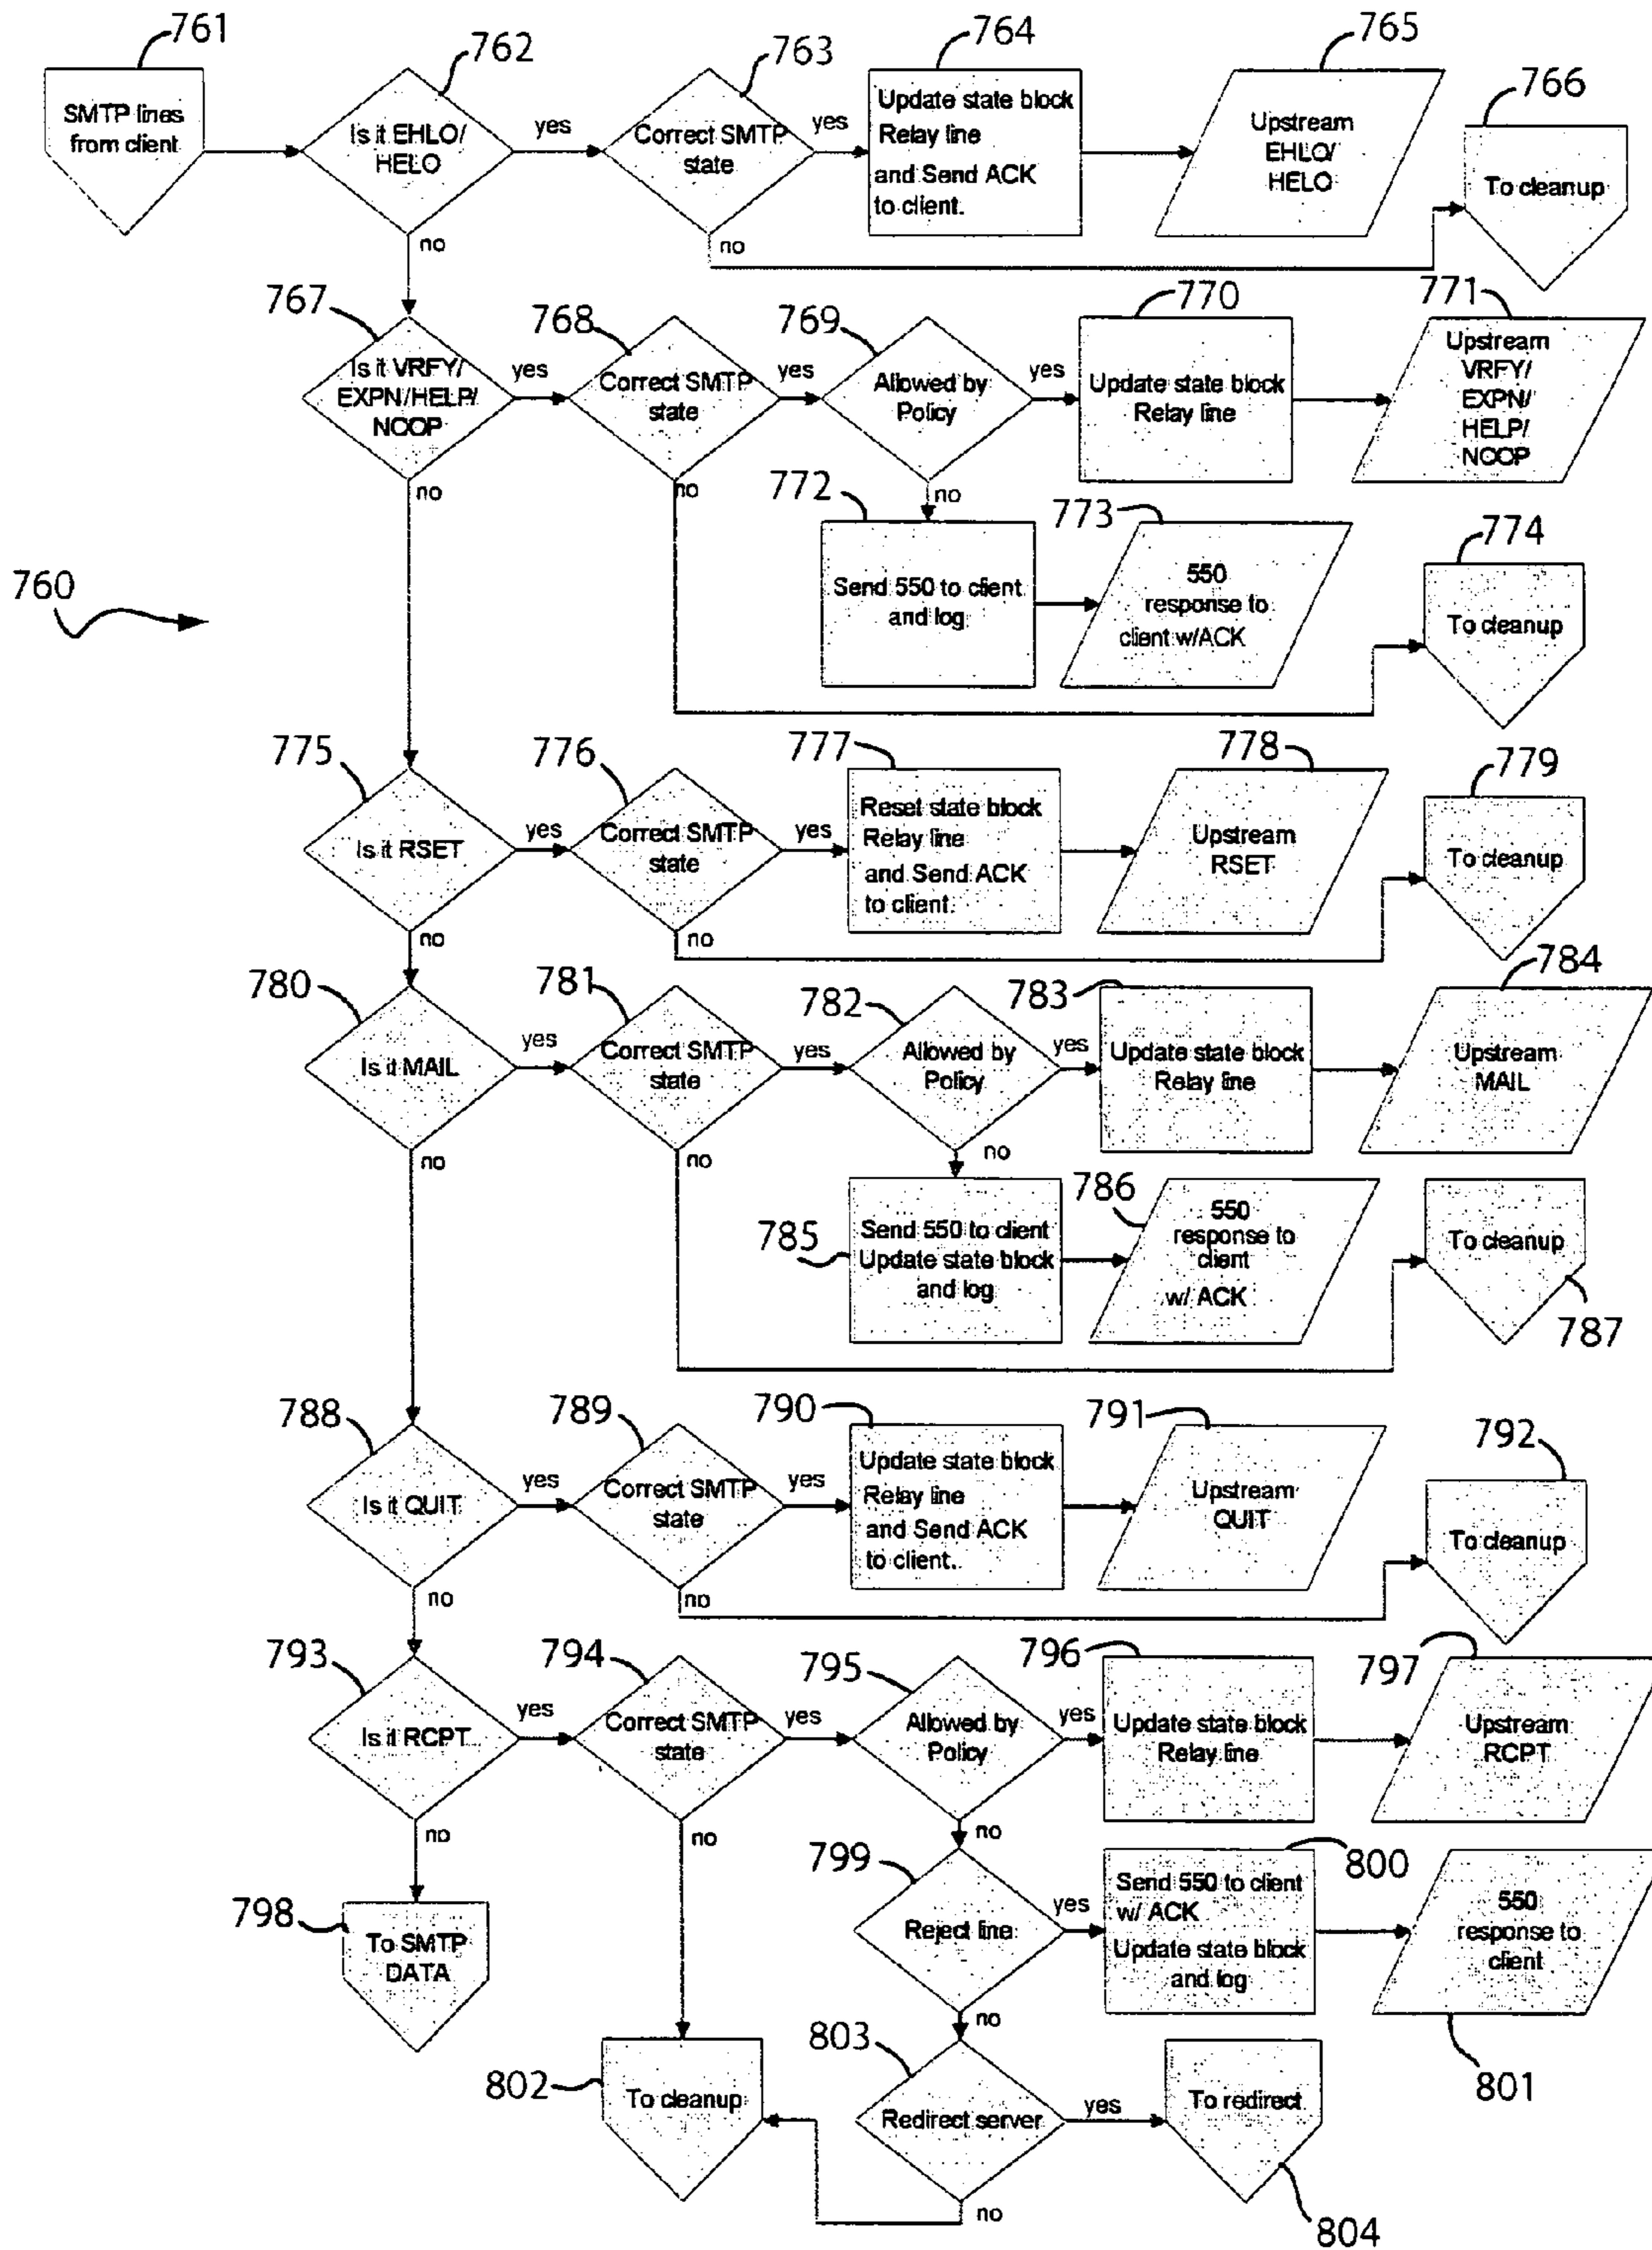 761
762
763
764
765
766
SMTP lines
from client
Is it EHLO/
HELO
yes
no
Correct SMTP
state
yes
no
Update state block
Relay line
and Send ACK
to client.
Upstream
EHLO/
HELO
To cleanup
760
767
768
769
770
771
Is it VRFY/
EXPN/HELP/
NOOP
yes
no
Correct SMTP
state
yes
no
Allowed by
Policy
yes
no
Update state block
Relay line
Upstream
VRFY/
EXPN/
HELP/
NOOP
772
773
774
Send 550 to client
and log
550
response to
client w/ACK
To cleanup
775
776
777
778
779
Is it RSET
yes
no
Correct SMTP
state
yes
no
Reset state block
Relay line
and Send ACK
to client.
Upstream
RSET
To cleanup
780
781
782
783
784
Is it MAIL
yes
no
Correct SMTP
state
yes
no
Allowed by
Policy
yes
no
Update state block
Relay line
Upstream
MAIL
785
786
787
Send 550 to client
Update state block
and log
550
response to
client
w/ ACK
To cleanup
788
789
790
791
792
Is it QUIT
yes
no
Correct SMTP
state
yes
no
Update state block
Relay line
and Send ACK
to client.
Upstream
QUIT
To cleanup
793
794
795
796
797
Is it RCPT
yes
no
Correct SMTP
state
yes
no
Allowed by
Policy
yes
no
Update state block
Relay line
Upstream
RCPT
798
799
800
801
To SMTP
DATA
Reject line
yes
no
Send 550 to client
w/ ACK
Update state block
and log
550
response to
client
802
803
804
To cleanup
Redirect server
yes
no
To redirect